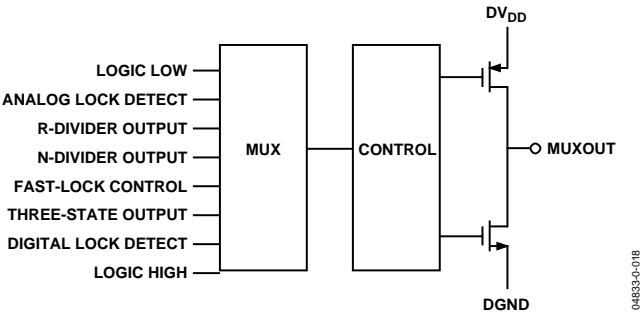 DVDD
LOGIC LOW
ANALOG LOCK DETECT
R-DIVIDER OUTPUT
N-DIVIDER OUTPUT
MUX
CONTROL
MUXOUT
FAST-LOCK CONTROL
THREE-STATE OUTPUT
DIGITAL LOCK DETECT
LOGIC HIGH
DGND
04833-0-018